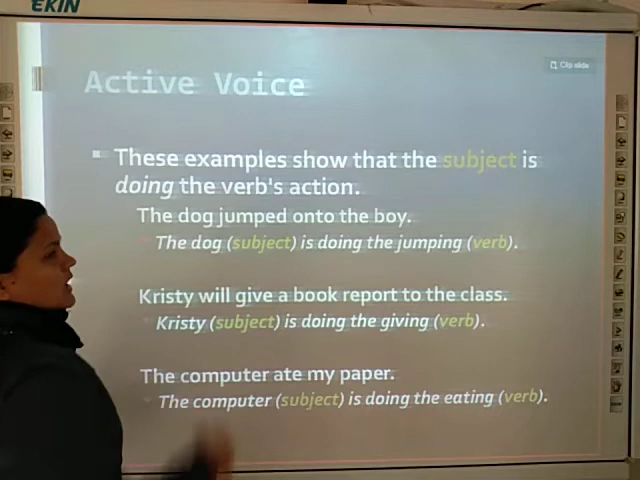 EKIN
Clip slide
Active Voice
These examples show that the subject is
doing the verb's action.
The dog jumped onto the boy.
The dog (subject) is doing the jumping (verb).
Kristy will give a book report to the class.
Kristy (subject) is doing the giving (verb).
The computer ate my paper.
The computer (subject) is doing the eating (verb).